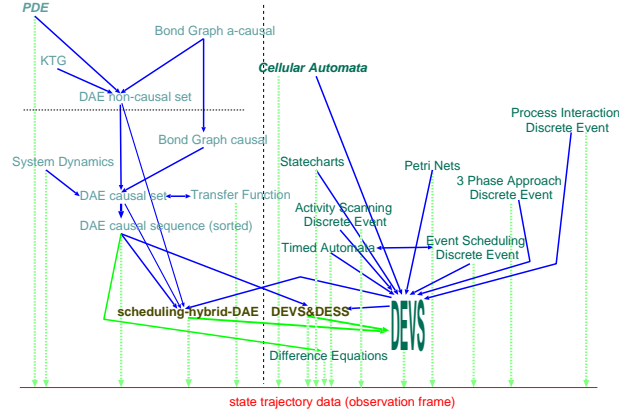 PDE
Bond Graph a-causal
KTG
Cellular Automata
DAE non-causal set
Process Interaction
Discrete Event
Bond Graph causal
System Dynamics
Statecharts
Petri Nets
3 Phase Approach
Discrete Event
DAE causal set
Transfer Function
Activity Scanning
Discrete Event
DAE causal sequence (sorted)
Timed Automata
Event Scheduling
Discrete Event
scheduling-hybrid-DAE
DEVS&DESS
DEVS
Difference Equations
state trajectory data (observation frame)